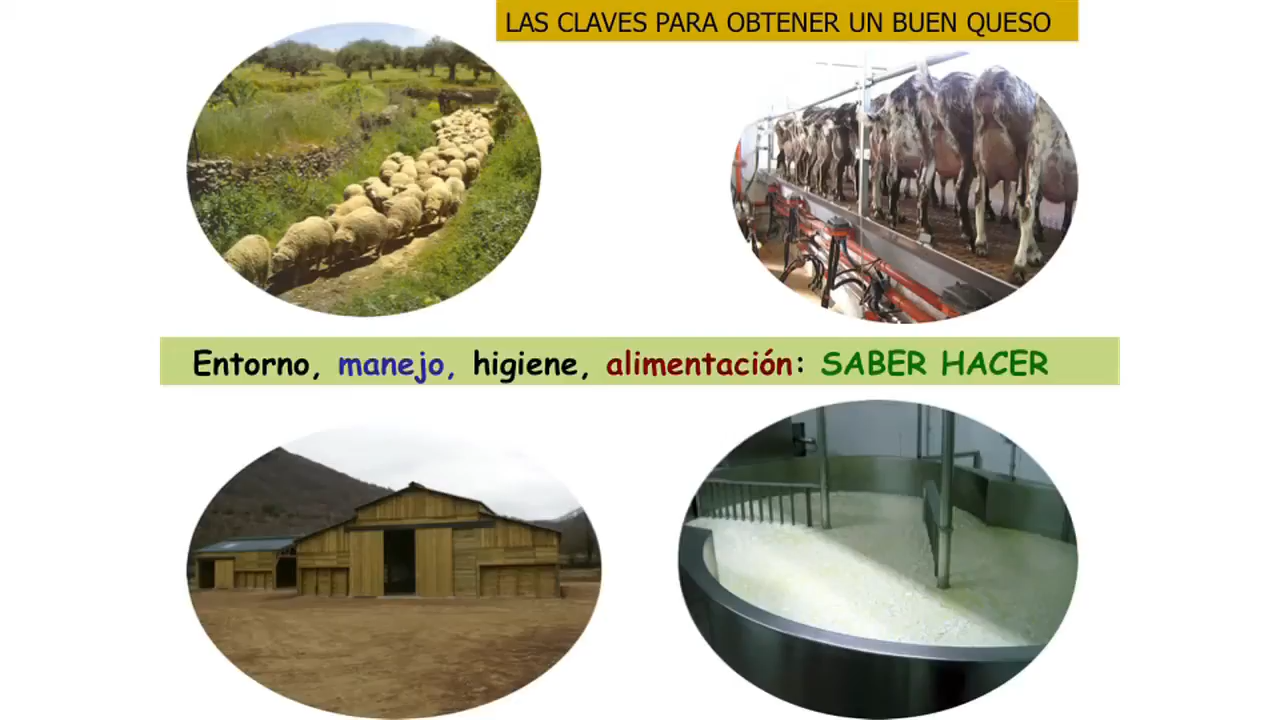 LAS CLAVES PARA OBTENER UN BUEN QUESO
Entorno, manejo, higiene, alimentación: SABER HACER